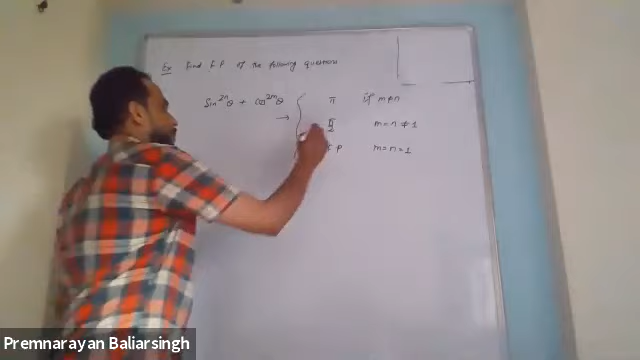 Ex Find F.P of the following questions
Sin²ⁿθ + Cos²ᵐθ → { π if m≠n
π/2 m=n≠1
P m=n=1
Premnarayan Baliarsingh